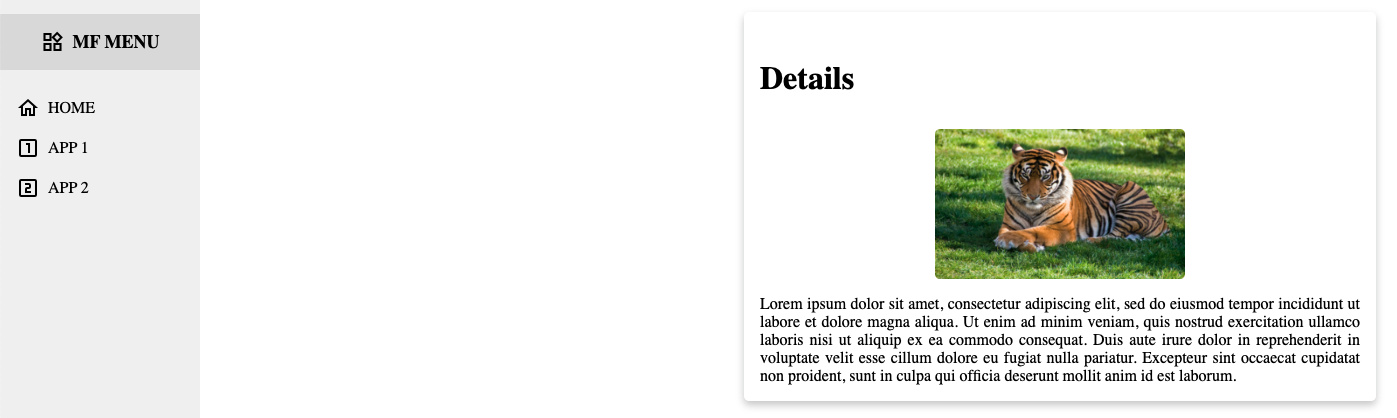 MF MENU
HOME
APP 1
APP 2
Details
Lorem ipsum dolor sit amet, consectetur adipiscing elit, sed do eiusmod tempor incididunt ut
labore et dolore magna aliqua. Ut enim ad minim veniam, quis nostrud exercitation ullamco
laboris nisi ut aliquip ex ea commodo consequat. Duis aute irure dolor in reprehenderit in
voluptate velit esse cillum dolore eu fugiat nulla pariatur. Excepteur sint occaecat cupidatat
non proident, sunt in culpa qui officia deserunt mollit anim id est laborum.